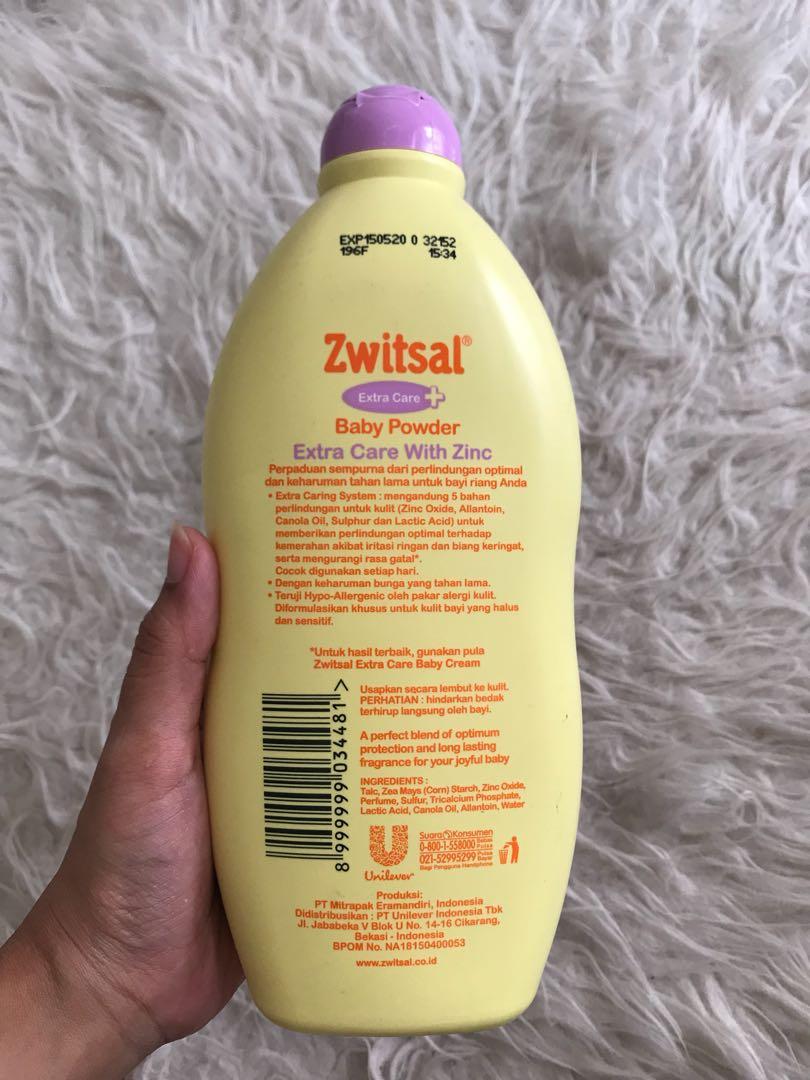 EXP150520 0 32152
196F 15:34
Zwitsal®
Extra Care +
Baby Powder
Extra Care With Zinc
Perpaduan sempurna dari perlindungan optimal
dan keharuman tahan lama untuk bayi riang Anda
• Extra Caring System : mengandung 5 bahan
perlindungan untuk kulit (Zinc Oxide, Allantoin,
Canola Oil, Sulphur dan Lactic Acid) untuk
memberikan perlindungan optimal terhadap
kemerahan akibat iritasi ringan dan biang keringat,
serta mengurangi rasa gatal*.
Cocok digunakan setiap hari.
• Dengan keharuman bunga yang tahan lama.
• Teruji Hypo-Allergenic oleh pakar alergi kulit.
Diformulasikan khusus untuk kulit bayi yang halus
dan sensitif.
*Untuk hasil terbaik, gunakan pula
Zwitsal Extra Care Baby Cream
8 999999 034481 >
Usapkan secara lembut ke kulit.
PERHATIAN : hindarkan bedak
terhirup langsung oleh bayi.
A perfect blend of optimum
protection and long lasting
fragrance for your joyful baby
INGREDIENTS :
Talc, Zea Mays (Corn) Starch, Zinc Oxide,
Perfume, Sulfur, Tricalcium Phosphate,
Lactic Acid, Canola Oil, Allantoin, Water
Unilever
Suara Konsumen
0-800-1-558000 Bebas Pulsa
021-52995299 Pulsa Bayar
Bagi Pengguna Handphone
Produksi:
PT Mitrapak Eramandiri, Indonesia
Didistribusikan : PT Unilever Indonesia Tbk
Jl. Jababeka V Blok U No. 14-16 Cikarang,
Bekasi - Indonesia
BPOM No. NA18150400053
www.zwitsal.co.id